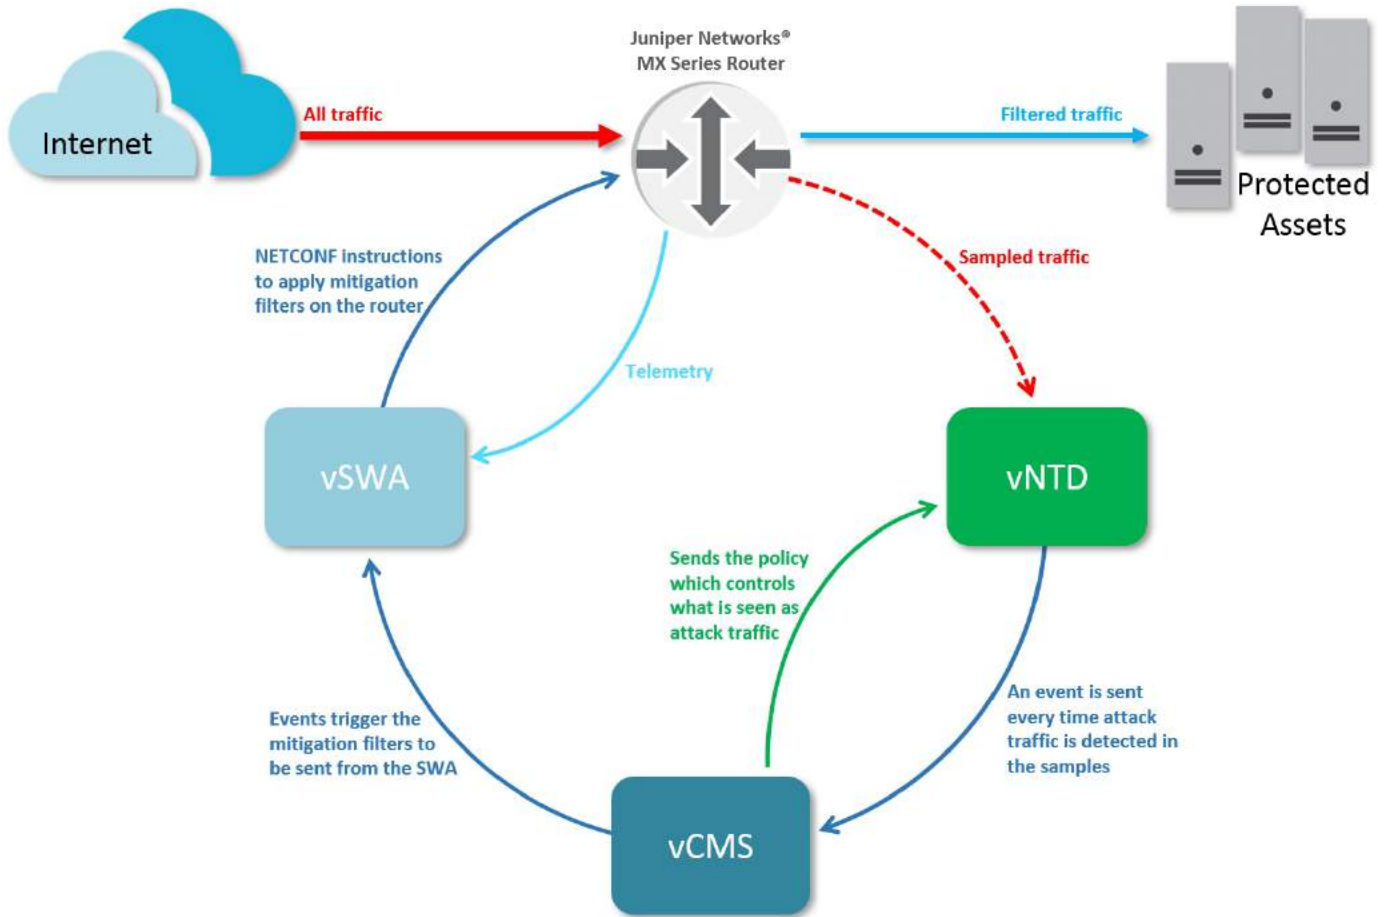 Juniper Networks®
MX Series Router
All traffic
Filtered traffic
Internet
Protected
Assets
NETCONF instructions
to apply mitigation
filters on the router
Sampled traffic
Telemetry
vSWA
vNTD
Sends the policy
which controls
what is seen as
attack traffic
An event is sent
every time attack
traffic is detected in
the samples
Events trigger the
mitigation filters to
be sent from the SWA
vCMS